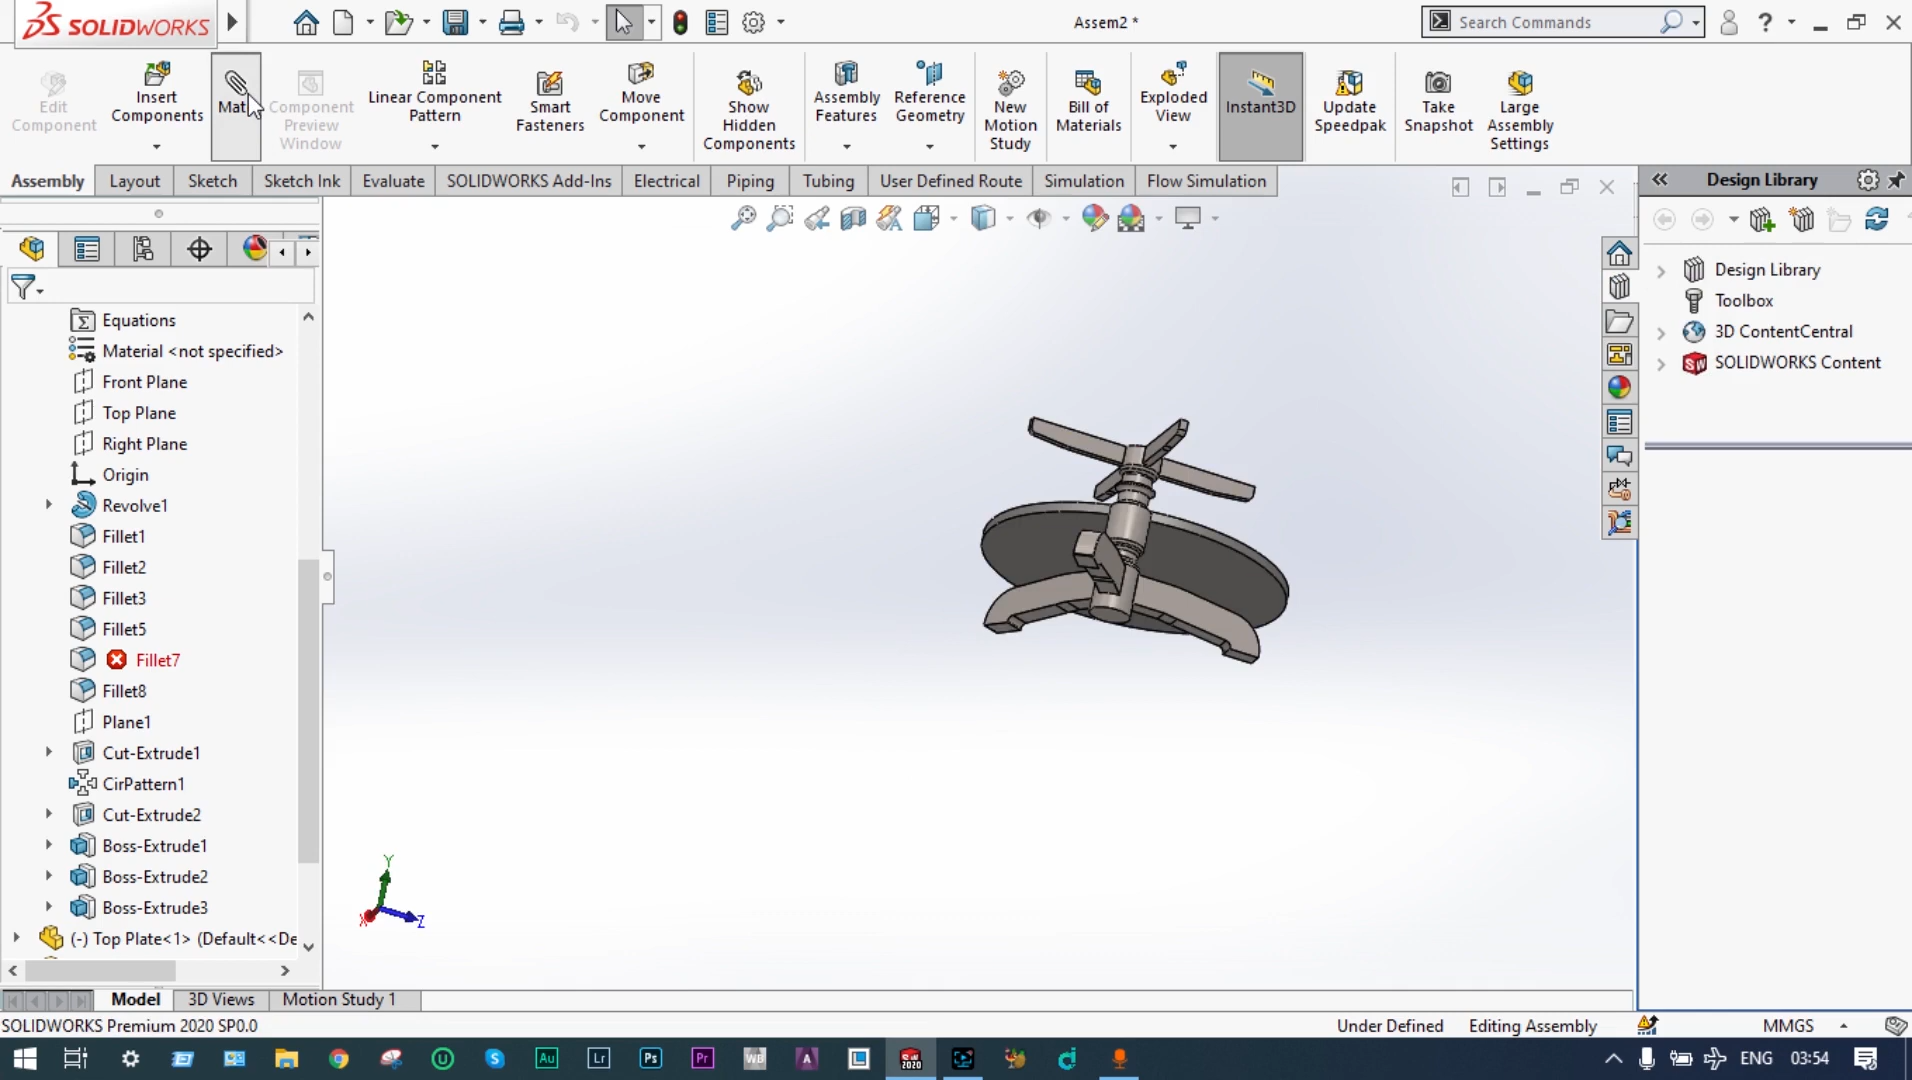 SOLIDWORKS
Assem2 *
Search Commands
Edit Component
Insert Components
Mat
Component Preview Window
Linear Component Pattern
Smart Fasteners
Move Component
Show Hidden Components
Assembly Features
Reference Geometry
New Motion Study
Bill of Materials
Exploded View
Instant3D
Update Speedpak
Take Snapshot
Large Assembly Settings
Assembly
Layout
Sketch
Sketch Ink
Evaluate
SOLIDWORKS Add-Ins
Electrical
Piping
Tubing
User Defined Route
Simulation
Flow Simulation
Design Library
Design Library
Toolbox
3D ContentCentral
SOLIDWORKS Content
Equations
Material <not specified>
Front Plane
Top Plane
Right Plane
Origin
Revolve1
Fillet1
Fillet2
Fillet3
Fillet5
Fillet7
Fillet8
Plane1
Cut-Extrude1
CirPattern1
Cut-Extrude2
Boss-Extrude1
Boss-Extrude2
Boss-Extrude3
(-) Top Plate<1> (Default<<De
Y
X
Z
Model
3D Views
Motion Study 1
SOLIDWORKS Premium 2020 SP0.0
Under Defined
Editing Assembly
MMGS
ENG
03:54